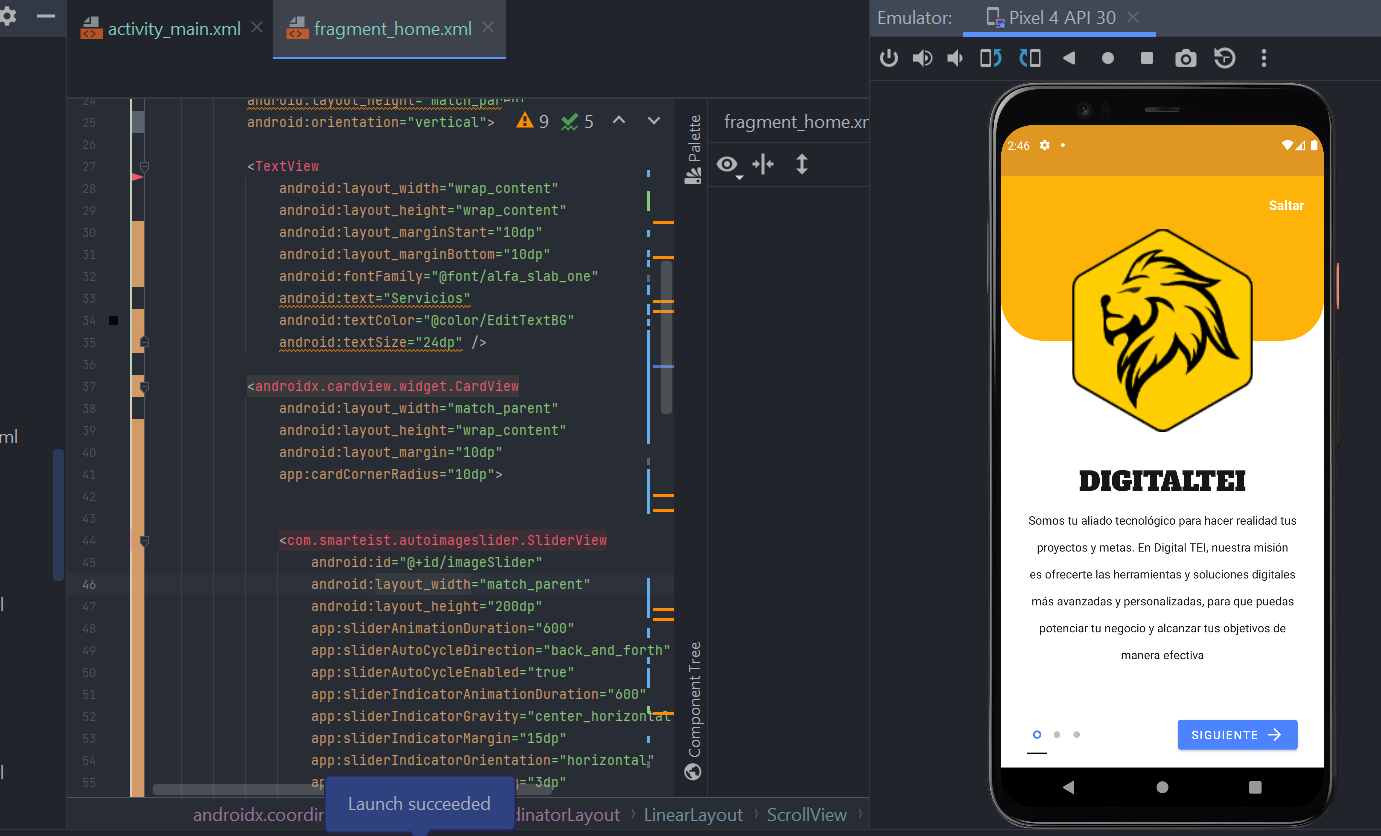 activity_main.xml
fragment_home.xml
Emulator:
Pixel 4 API 30
24
android:layout_height="match_parent"
25
android:orientation="vertical">
9
5
26
27
<TextView
28
android:layout_width="wrap_content"
29
android:layout_height="wrap_content"
30
android:layout_marginStart="10dp"
31
android:layout_marginBottom="10dp"
32
android:fontFamily="@font/alfa_slab_one"
33
android:text="Servicios"
34
android:textColor="@color/EditTextBG"
35
android:textSize="24dp" />
36
37
<androidx.cardview.widget.CardView
38
android:layout_width="match_parent"
39
android:layout_height="wrap_content"
40
android:layout_margin="10dp"
41
app:cardCornerRadius="10dp">
42
43
44
<com.smarteist.autoimageslider.SliderView
45
android:id="@+id/imageSlider"
46
android:layout_width="match_parent"
47
android:layout_height="200dp"
48
app:sliderAnimationDuration="600"
49
app:sliderAutoCycleDirection="back_and_forth"
50
app:sliderAutoCycleEnabled="true"
51
app:sliderIndicatorAnimationDuration="600"
52
app:sliderIndicatorGravity="center_horizontal
53
app:sliderIndicatorMargin="15dp"
54
app:sliderIndicatorOrientation="horizontal"
55
="3dp"
Launch succeeded
androidx.coordin
dinatorLayout
LinearLayout
ScrollView
ml
Palette
Component Tree
fragment_home.xm
2:46
Saltar
DIGITALTEI
Somos tu aliado tecnológico para hacer realidad tus
proyectos y metas. En Digital TEI, nuestra misión
es ofrecerte las herramientas y soluciones digitales
más avanzadas y personalizadas, para que puedas
potenciar tu negocio y alcanzar tus objetivos de
manera efectiva
SIGUIENTE